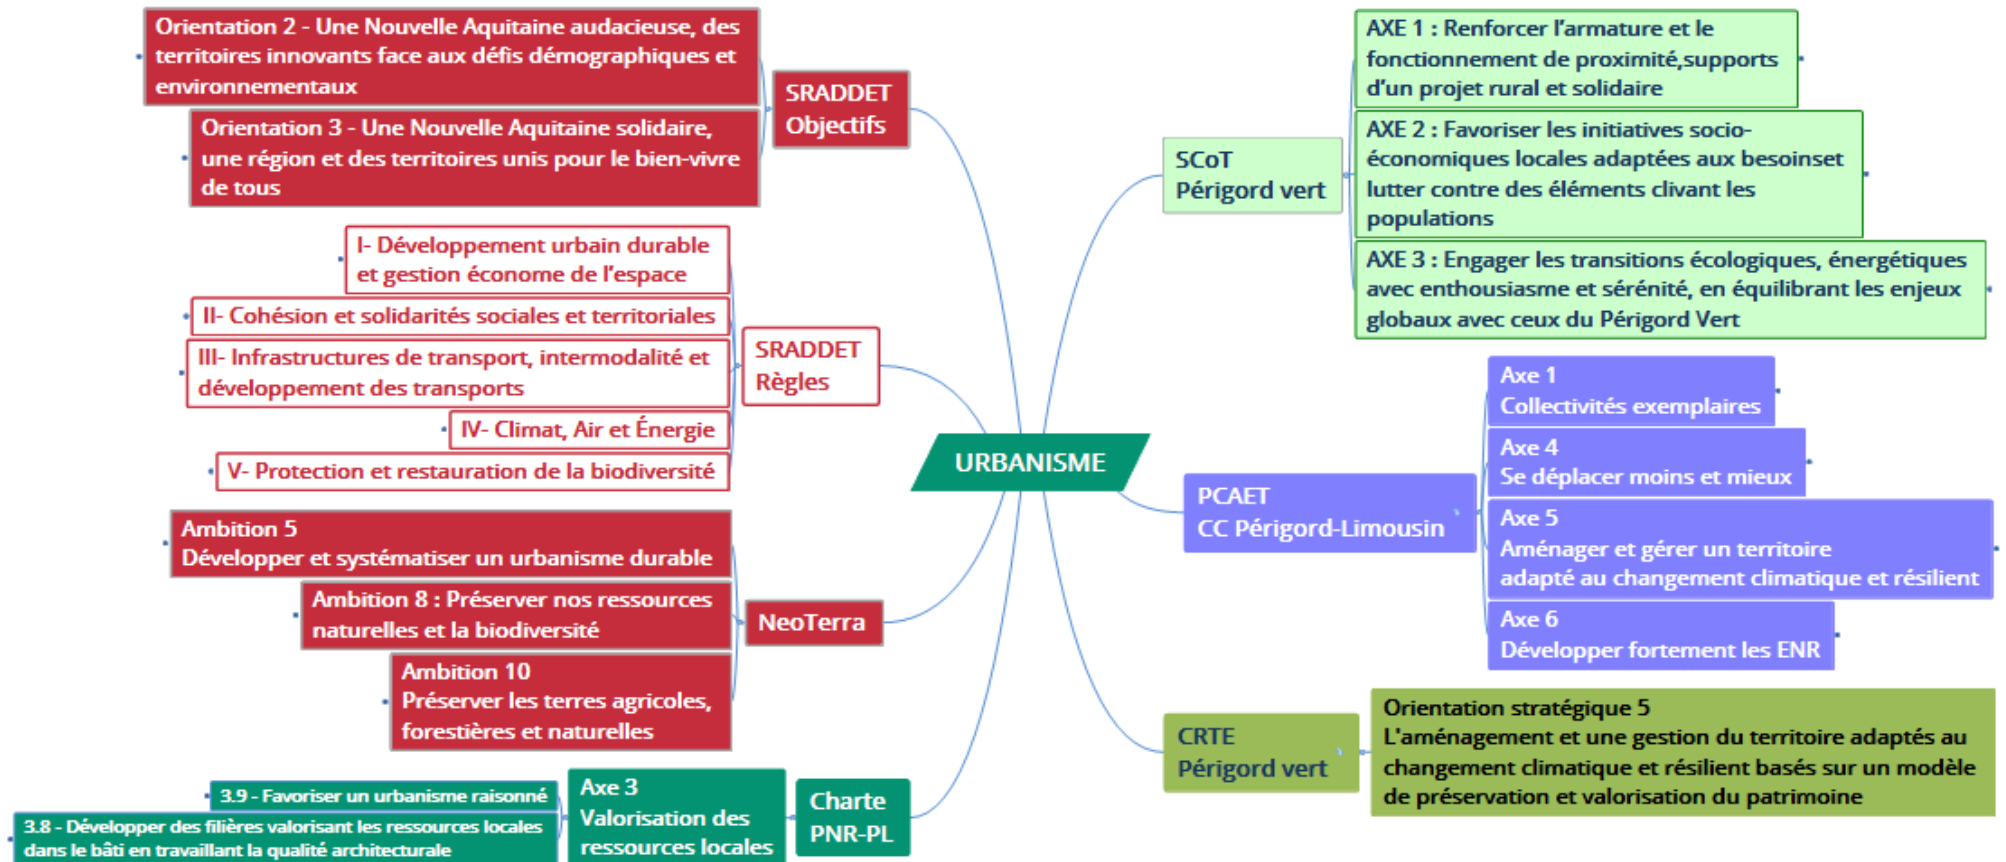 Orientation 2 - Une Nouvelle Aquitaine audacieuse, des
territoires innovants face aux défis démographiques et
environnementaux
Orientation 3 - Une Nouvelle Aquitaine solidaire,
une région et des territoires unis pour le bien-vivre
de tous
SRADDET
Objectifs
I- Développement urbain durable
et gestion économe de l'espace
II- Cohésion et solidarités sociales et territoriales
III- Infrastructures de transport, intermodalité et
développement des transports
IV- Climat, Air et Énergie
V- Protection et restauration de la biodiversité
SRADDET
Règles
Ambition 5
Développer et systématiser un urbanisme durable
Ambition 8 : Préserver nos ressources
naturelles et la biodiversité
Ambition 10
Préserver les terres agricoles,
forestières et naturelles
NeoTerra
3.9 - Favoriser un urbanisme raisonné
3.8 - Développer des filières valorisant les ressources locales
dans le bâti en travaillant la qualité architecturale
Axe 3
Valorisation des
ressources locales
Charte
PNR-PL
URBANISME
SCoT
Périgord vert
AXE 1 : Renforcer l'armature et le
fonctionnement de proximité,supports
d'un projet rural et solidaire
AXE 2 : Favoriser les initiatives socio-
économiques locales adaptées aux besoinset
lutter contre des éléments clivant les
populations
AXE 3 : Engager les transitions écologiques, énergétiques
avec enthousiasme et sérénité, en équilibrant les enjeux
globaux avec ceux du Périgord Vert
PCAET
CC Périgord-Limousin
Axe 1
Collectivités exemplaires
Axe 4
Se déplacer moins et mieux
Axe 5
Aménager et gérer un territoire
adapté au changement climatique et résilient
Axe 6
Développer fortement les ENR
CRTE
Périgord vert
Orientation stratégique 5
L'aménagement et une gestion du territoire adaptés au
changement climatique et résilient basés sur un modèle
de préservation et valorisation du patrimoine